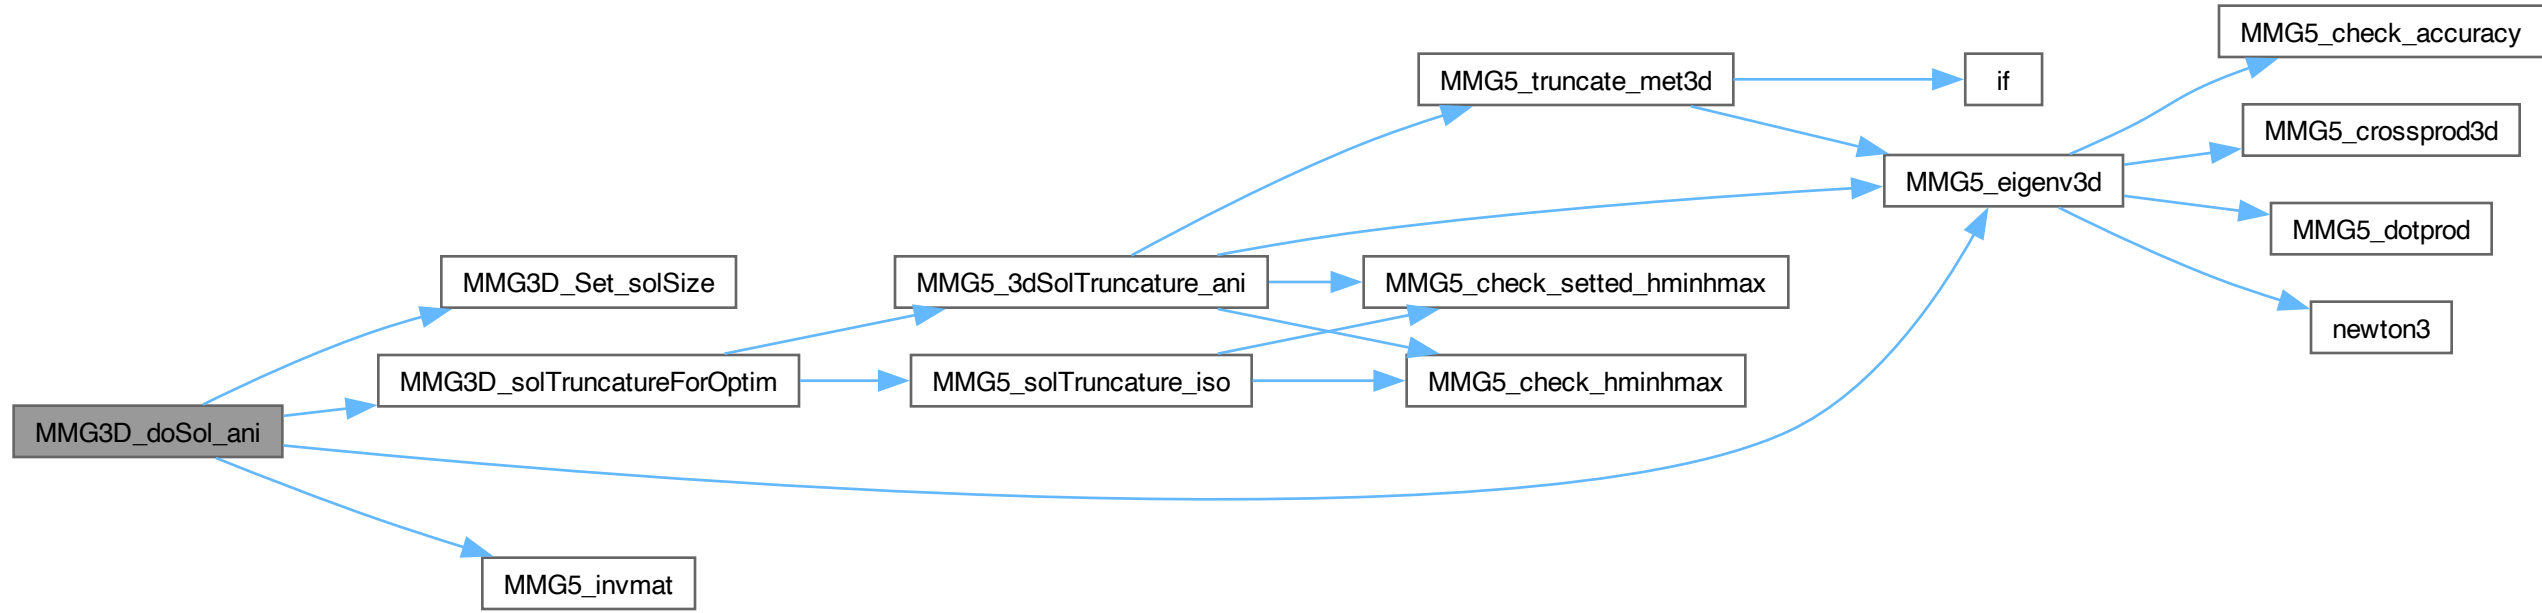 MMG3D_doSol_ani
MMG3D_Set_solSize
MMG3D_solTruncatureForOptim
MMG5_invmat
MMG5_3dSolTruncature_ani
MMG5_solTruncature_iso
MMG5_truncate_met3d
MMG5_check_setted_hminhmax
MMG5_check_hminhmax
if
MMG5_eigenv3d
MMG5_check_accuracy
MMG5_crossprod3d
MMG5_dotprod
newton3